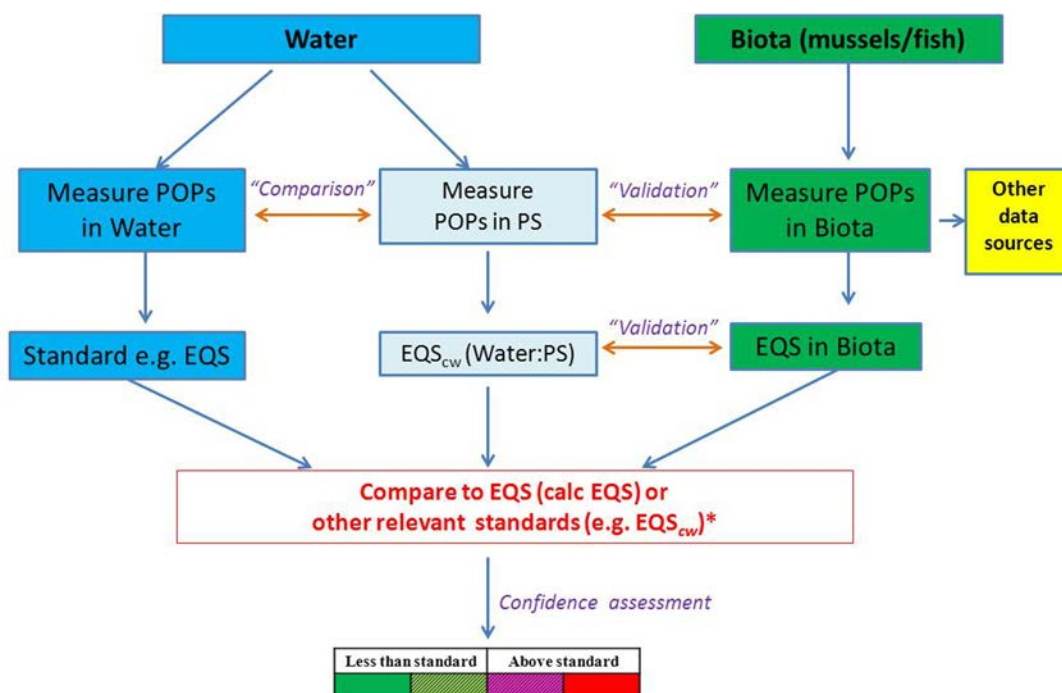 Water
Biota (mussels/fish)
Measure POPs
in Water
“Comparison”
Measure
POPs in PS
“Validation”
Measure POPs
in Biota
Other
data
sources
Standard e.g. EQS
EQScw (Water:PS)
“Validation”
EQS in Biota
Compare to EQS (calc EQS) or
other relevant standards (e.g. EQScw)*
Confidence assessment
Less than standard
Above standard